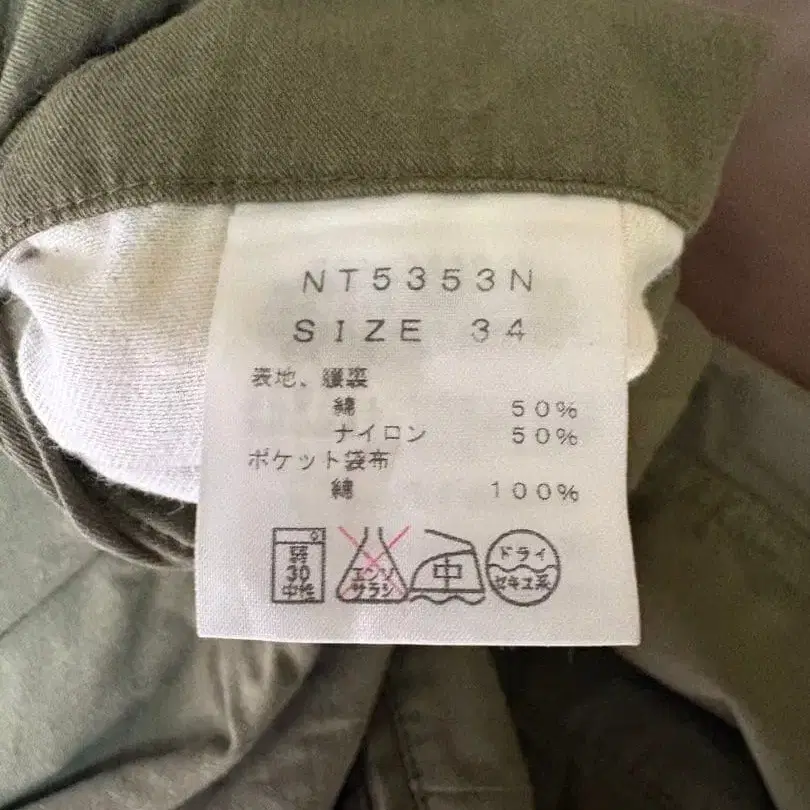 NT5353N
SIZE 34
表地、腰裏
綿 50%
ナイロン 50%
ポケット袋布
綿 100%
弱
30
中性
エンソ
サラシ
中
ドライ
セキユ系